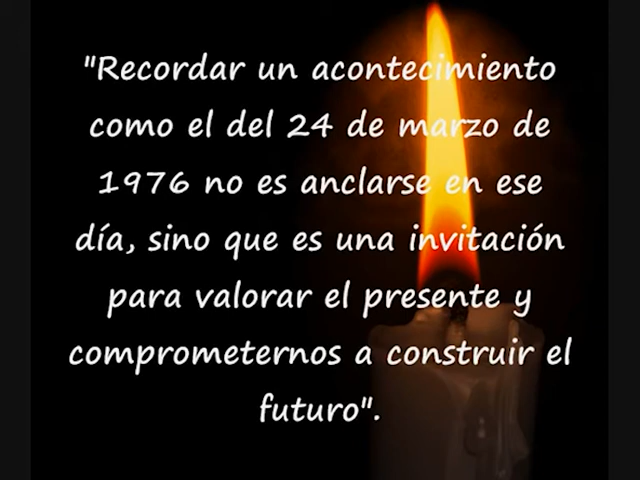 "Recordar un acontecimiento
como el del 24 de marzo de
1976 no es anclarse en ese
día, sino que es una invitación
para valorar el presente y
comprometernos a construir el
futuro".